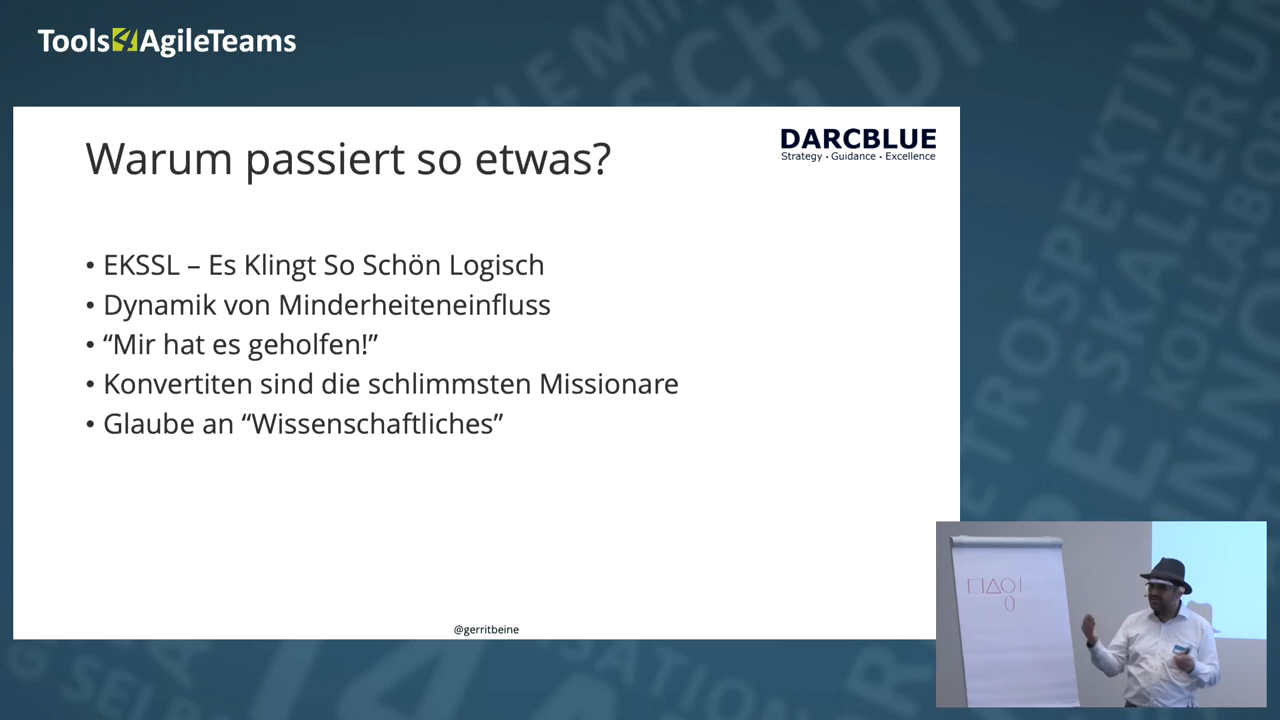 Tools4AgileTeams
Warum passiert so etwas?
DARCBLUE
Strategy • Guidance • Excellence
• EKSSL – Es Klingt So Schön Logisch
• Dynamik von Minderheiteneinfluss
• “Mir hat es geholfen!”
• Konvertiten sind die schlimmsten Missionare
• Glaube an “Wissenschaftliches”
@gerritbeine